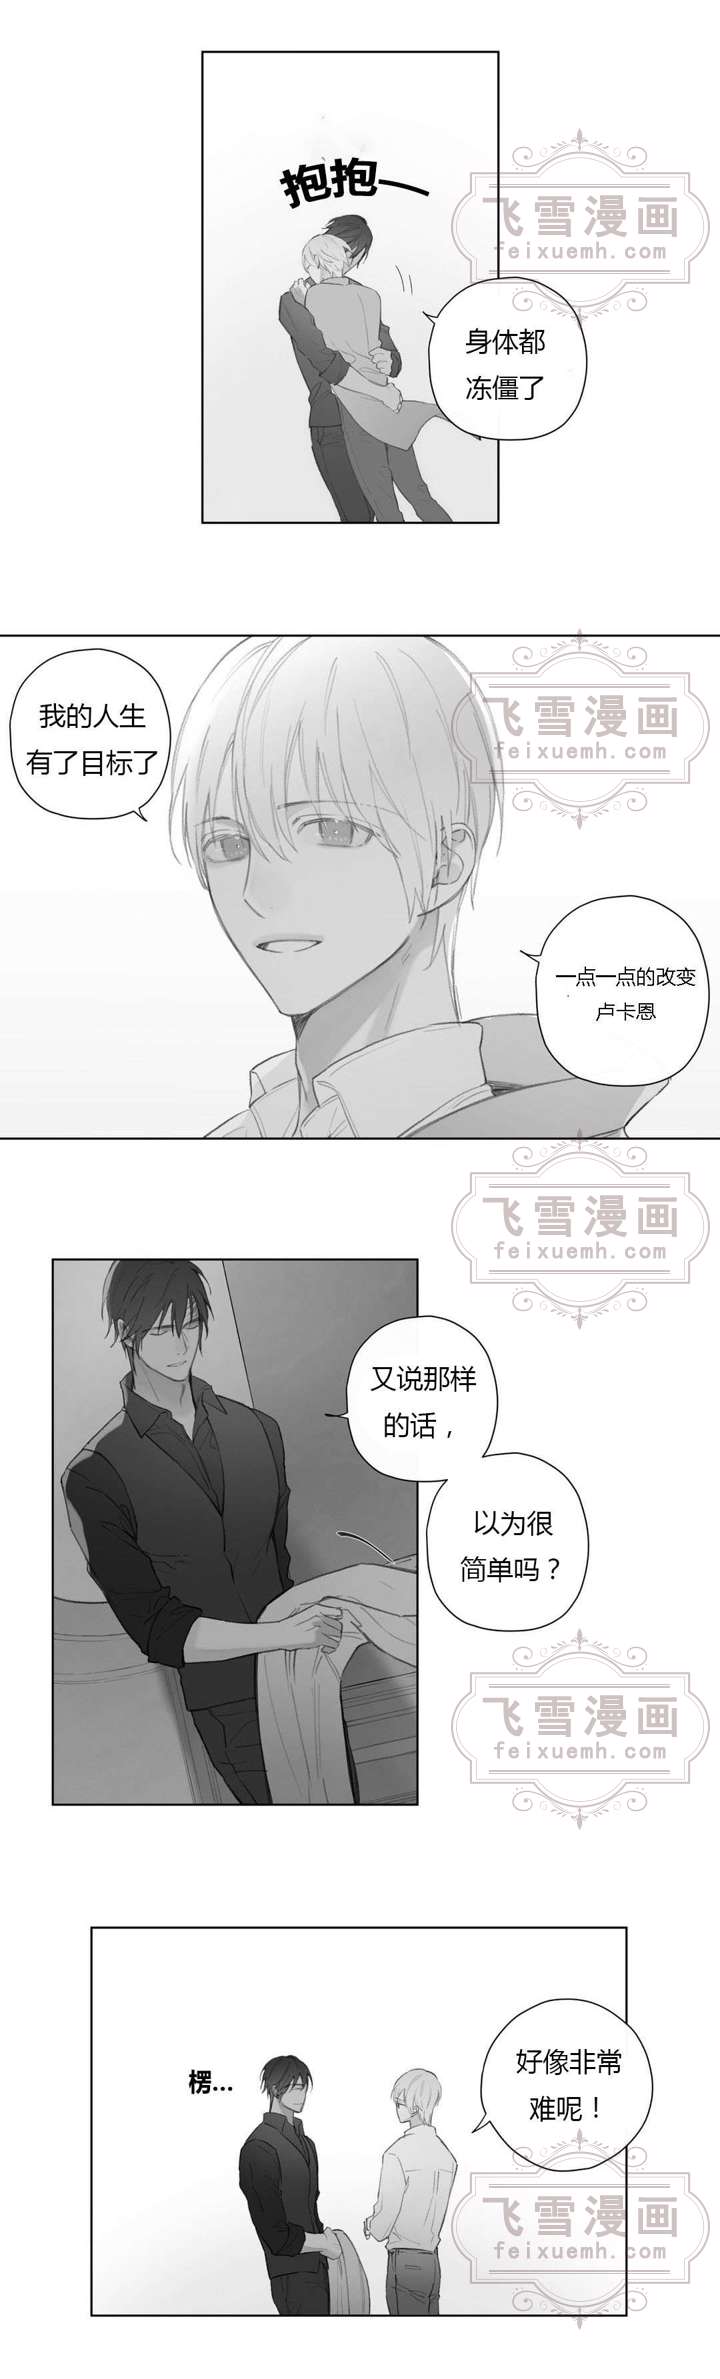 抱抱一
飞雪漫画
feixuemh.com
身体都
冻僵了
我的人生
有了目标了
飞雪漫画
feixuemh.com
一点一点的改变
卢卡恩
飞雪漫画
feixuemh.com
又说那样
的话，
以为很
简单吗？
飞雪漫画
feixuemh.com
楞...
好像非常
难呢！
飞雪漫画
feixuemh.com